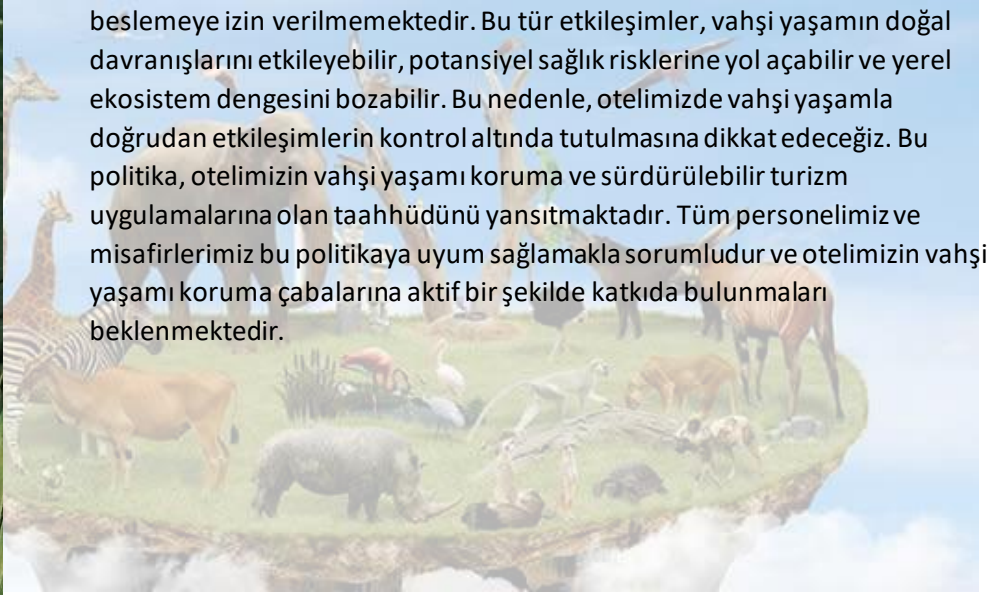 beslemeye izin verilmemektedir. Bu tür etkileşimler, vahşi yaşamın doğal
davranışlarını etkileyebilir, potansiyel sağlık risklerine yol açabilir ve yerel
ekosistem dengesini bozabilir. Bu nedenle, otelimizde vahşi yaşamla
doğrudan etkileşimlerin kontrol altında tutulmasına dikkat edeceğiz. Bu
politika, otelimizin vahşi yaşamı koruma ve sürdürülebilir turizm
uygulamalarına olan taahhüdünü yansıtmaktadır. Tüm personelimiz ve
misafirlerimiz bu politikaya uyum sağlamakla sorumludur ve otelimizin vahşi
yaşamı koruma çabalarına aktif bir şekilde katkıda bulunmaları
beklenmektedir.